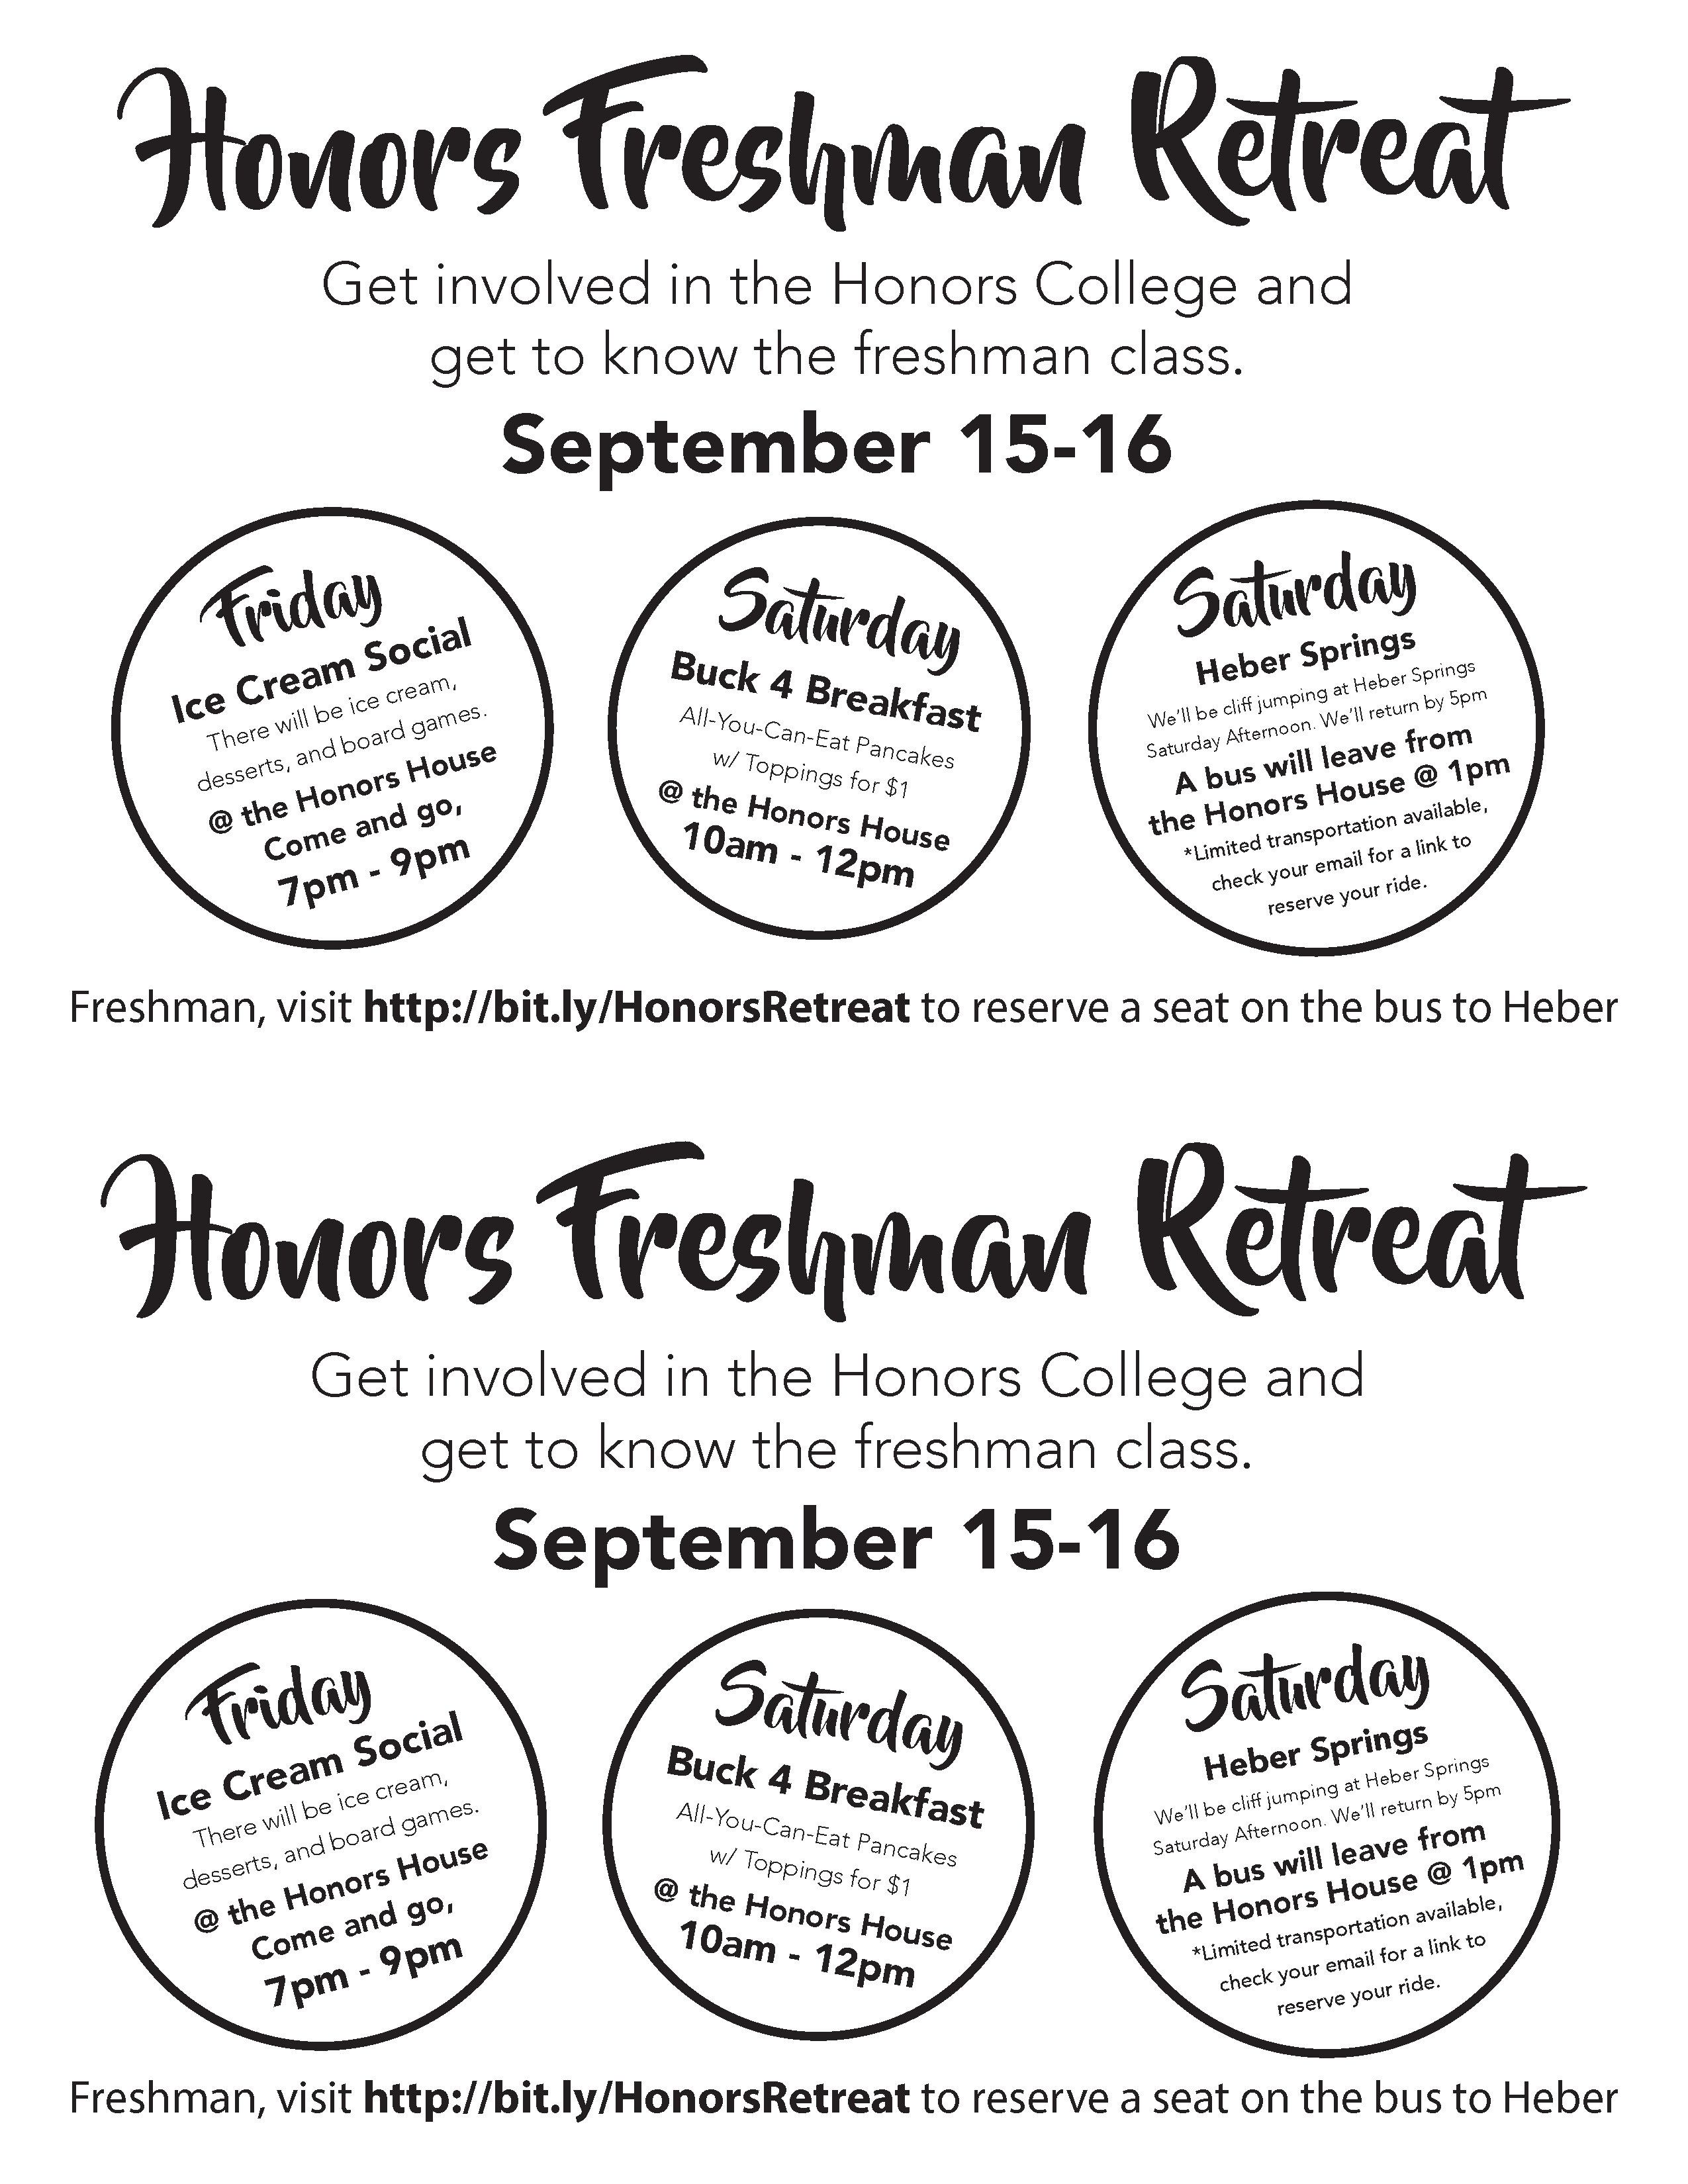 Honors Freshman Retreat
Get involved in the Honors College and
get to know the freshman class.
September 15-16
Friday
Ice Cream Social
There will be ice cream,
desserts, and board games.
@ the Honors House
Come and go,
7pm - 9pm
Saturday
Buck 4 Breakfast
All-You-Can-Eat Pancakes
w/ Toppings for $1
@ the Honors House
10am - 12pm
Saturday
Heber Springs
We'll be cliff jumping at Heber Springs
Saturday Afternoon. We'll return by 5pm
A bus will leave from
the Honors House @ 1pm
*Limited transportation available,
check your email for a link to
reserve your ride.
Freshman, visit http://bit.ly/HonorsRetreat to reserve a seat on the bus to Heber
Honors Freshman Retreat
Get involved in the Honors College and
get to know the freshman class.
September 15-16
Friday
Ice Cream Social
There will be ice cream,
desserts, and board games.
@ the Honors House
Come and go,
7pm - 9pm
Saturday
Buck 4 Breakfast
All-You-Can-Eat Pancakes
w/ Toppings for $1
@ the Honors House
10am - 12pm
Saturday
Heber Springs
We'll be cliff jumping at Heber Springs
Saturday Afternoon. We'll return by 5pm
A bus will leave from
the Honors House @ 1pm
*Limited transportation available,
check your email for a link to
reserve your ride.
Freshman, visit http://bit.ly/HonorsRetreat to reserve a seat on the bus to Heber